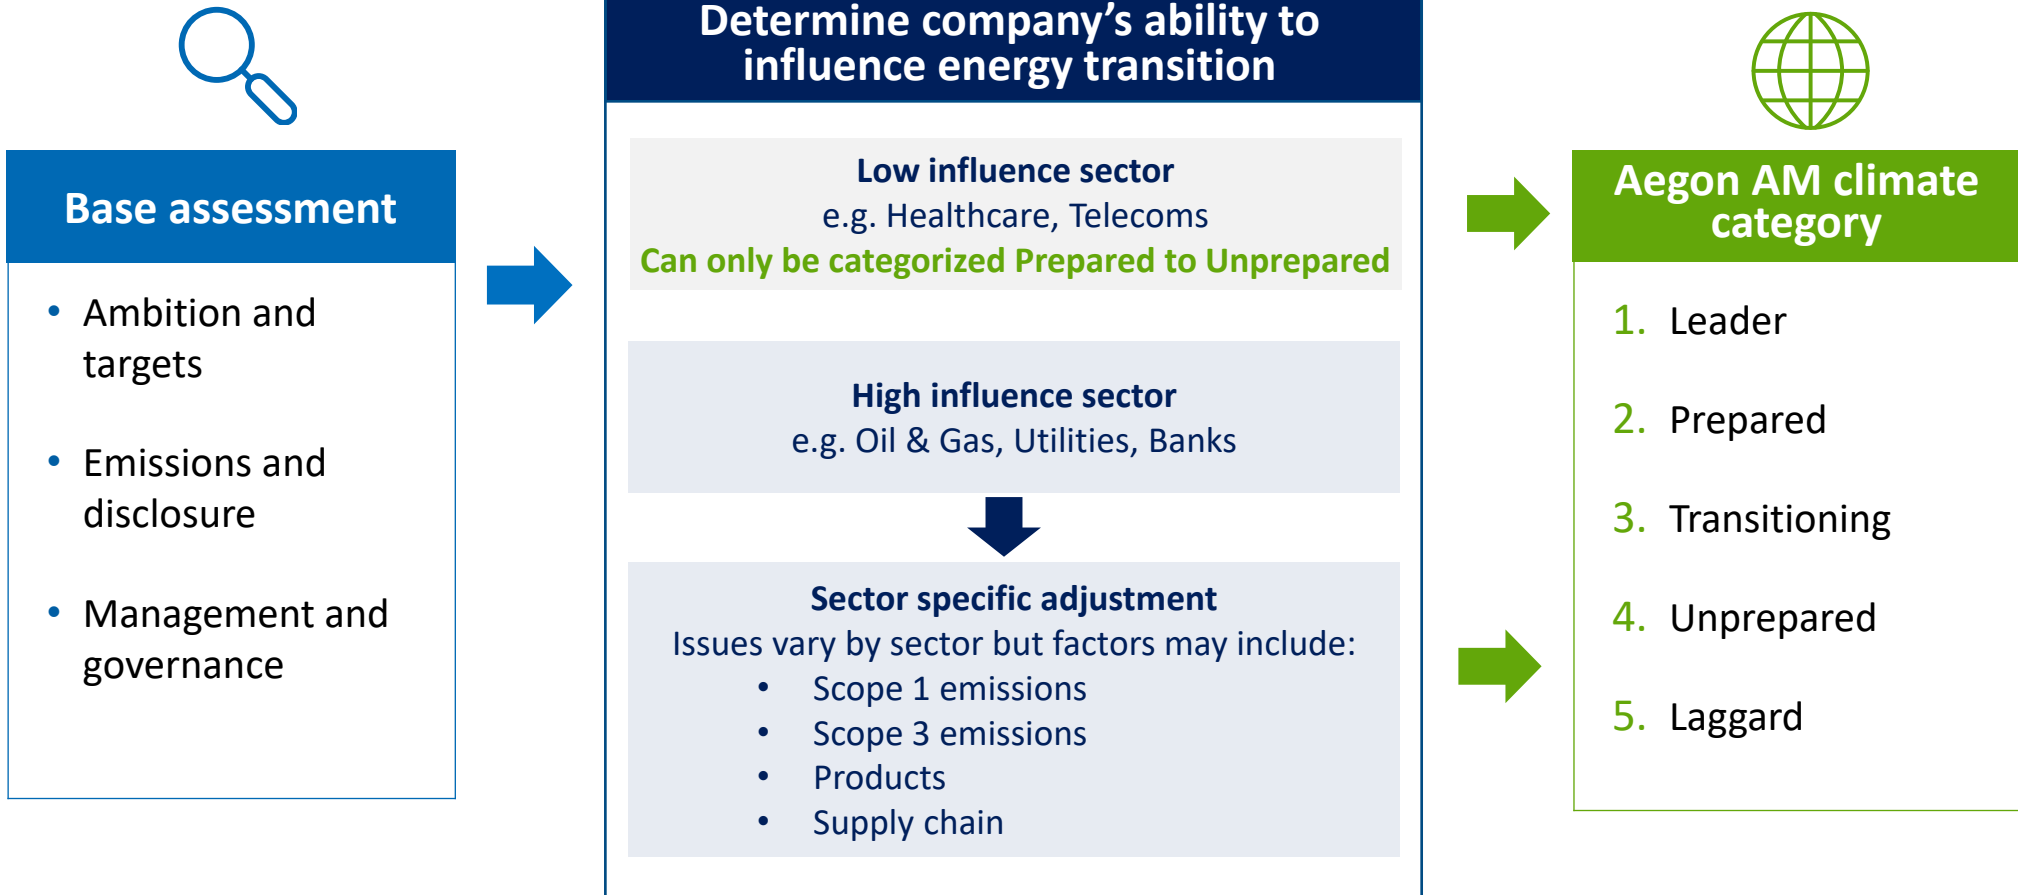 Base assessment
• Ambition and
targets
• Emissions and
disclosure
• Management and
governance
Determine company’s ability to
influence energy transition
Low influence sector
e.g. Healthcare, Telecoms
Can only be categorized Prepared to Unprepared
High influence sector
e.g. Oil & Gas, Utilities, Banks
Sector specific adjustment
Issues vary by sector but factors may include:
• Scope 1 emissions
• Scope 3 emissions
• Products
• Supply chain
Aegon AM climate
category
1. Leader
2. Prepared
3. Transitioning
4. Unprepared
5. Laggard